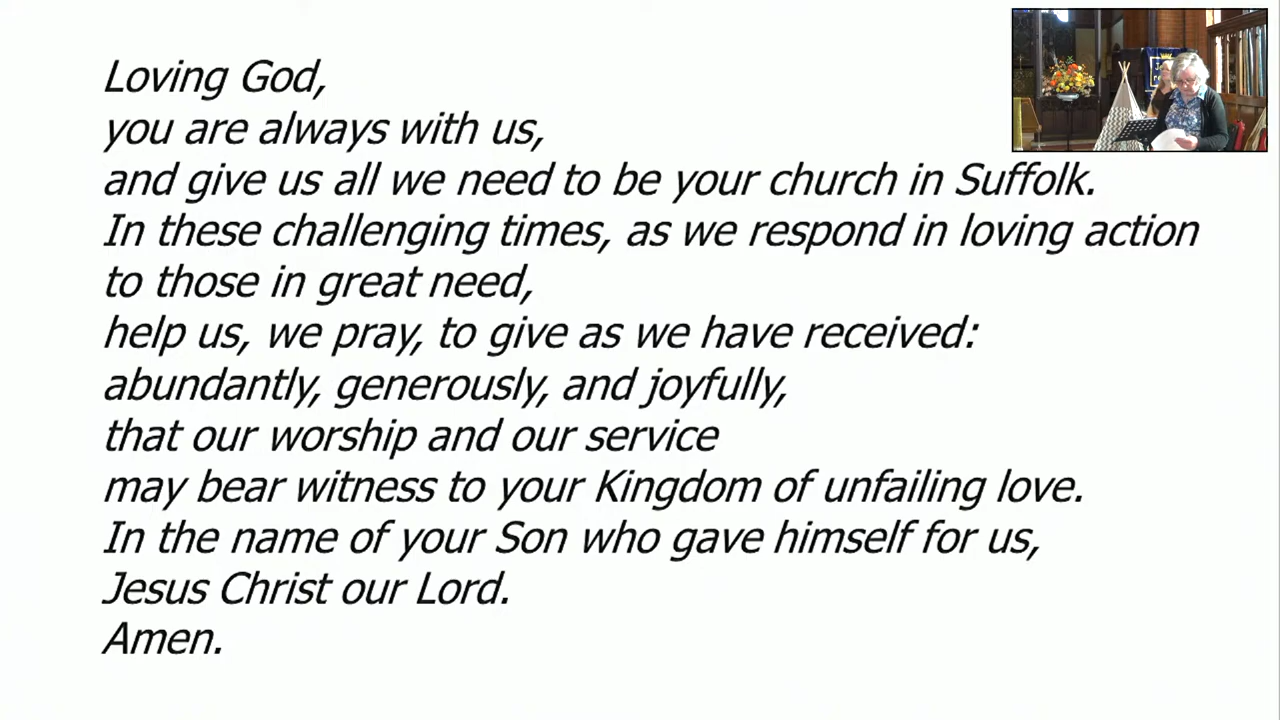 Loving God,
you are always with us,
and give us all we need to be your church in Suffolk.
In these challenging times, as we respond in loving action
to those in great need,
help us, we pray, to give as we have received:
abundantly, generously, and joyfully,
that our worship and our service
may bear witness to your Kingdom of unfailing love.
In the name of your Son who gave himself for us,
Jesus Christ our Lord.
Amen.